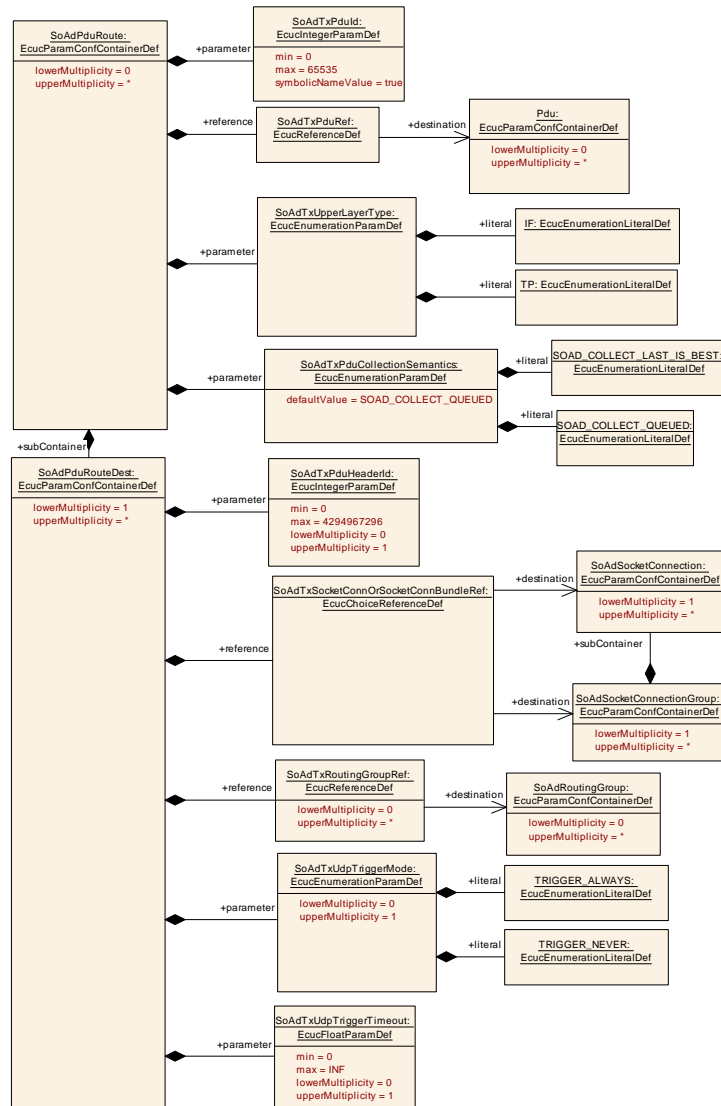 SoAdPduRoute:
EcucParamConfContainerDef
lowerMultiplicity = 0
upperMultiplicity = *
+parameter
SoAdTxPduId:
EcucIntegerParamDef
min = 0
max = 65535
symbolicNameValue = true
+reference
SoAdTxPduRef:
EcucReferenceDef
+destination
Pdu:
EcucParamConfContainerDef
lowerMultiplicity = 0
upperMultiplicity = *
+parameter
SoAdTxUpperLayerType:
EcucEnumerationParamDef
+literal
IF: EcucEnumerationLiteralDef
+literal
TP: EcucEnumerationLiteralDef
+parameter
SoAdTxPduCollectionSemantics:
EcucEnumerationParamDef
defaultValue = SOAD_COLLECT_QUEUED
+literal
SOAD_COLLECT_LAST_IS_BEST:
EcucEnumerationLiteralDef
+literal
SOAD_COLLECT_QUEUED:
EcucEnumerationLiteralDef
+subContainer
SoAdPduRouteDest:
EcucParamConfContainerDef
lowerMultiplicity = 1
upperMultiplicity = *
+parameter
SoAdTxPduHeaderId:
EcucIntegerParamDef
min = 0
max = 4294967296
lowerMultiplicity = 0
upperMultiplicity = 1
+reference
SoAdTxSocketConnOrSocketConnBundleRef:
EcucChoiceReferenceDef
+destination
SoAdSocketConnection:
EcucParamConfContainerDef
lowerMultiplicity = 1
upperMultiplicity = *
+subContainer
+destination
SoAdSocketConnectionGroup:
EcucParamConfContainerDef
lowerMultiplicity = 1
upperMultiplicity = *
+reference
SoAdTxRoutingGroupRef:
EcucReferenceDef
lowerMultiplicity = 0
upperMultiplicity = *
+destination
SoAdRoutingGroup:
EcucParamConfContainerDef
lowerMultiplicity = 0
upperMultiplicity = *
+parameter
SoAdTxUdpTriggerMode:
EcucEnumerationParamDef
lowerMultiplicity = 0
upperMultiplicity = 1
+literal
TRIGGER_ALWAYS:
EcucEnumerationLiteralDef
+literal
TRIGGER_NEVER:
EcucEnumerationLiteralDef
+parameter
SoAdTxUdpTriggerTimeout:
EcucFloatParamDef
min = 0
max = INF
lowerMultiplicity = 0
upperMultiplicity = 1